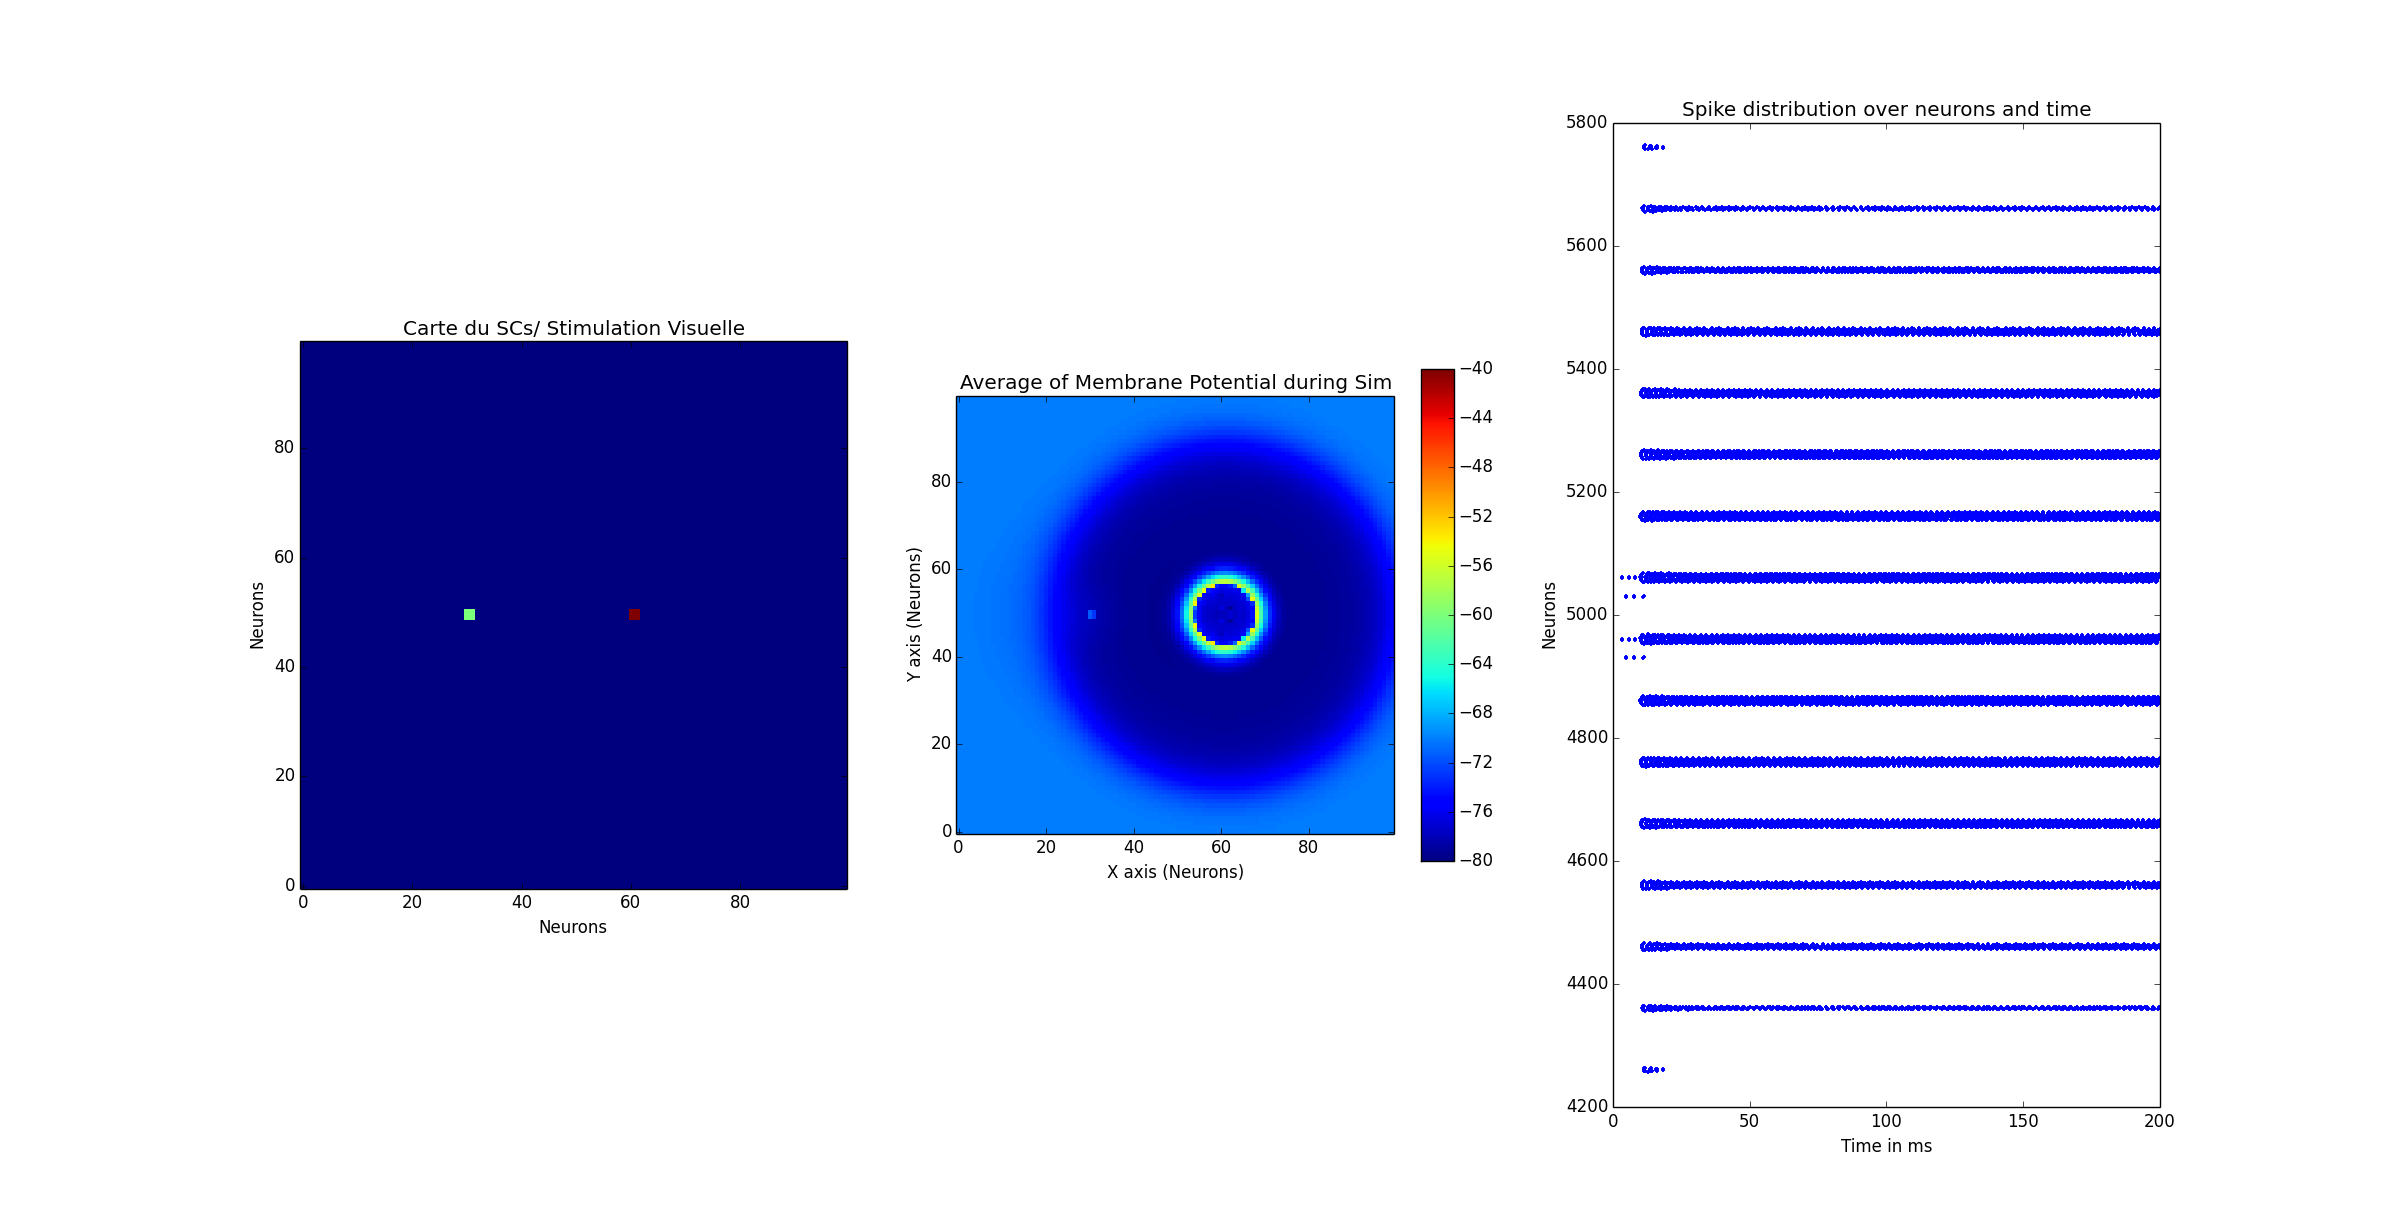 Carte du SCs/ Stimulation Visuelle
80
60
40
20
0
Neurons
0 20 40 60 80
Neurons
Average of Membrane Potential during Sim
80
60
40
20
0
Y axis (Neurons)
0 20 40 60 80
X axis (Neurons)
−40
−44
−48
−52
−56
−60
−64
−68
−72
−76
−80
Spike distribution over neurons and time
5800
5600
5400
5200
5000
4800
4600
4400
4200
Neurons
0 50 100 150 200
Time in ms